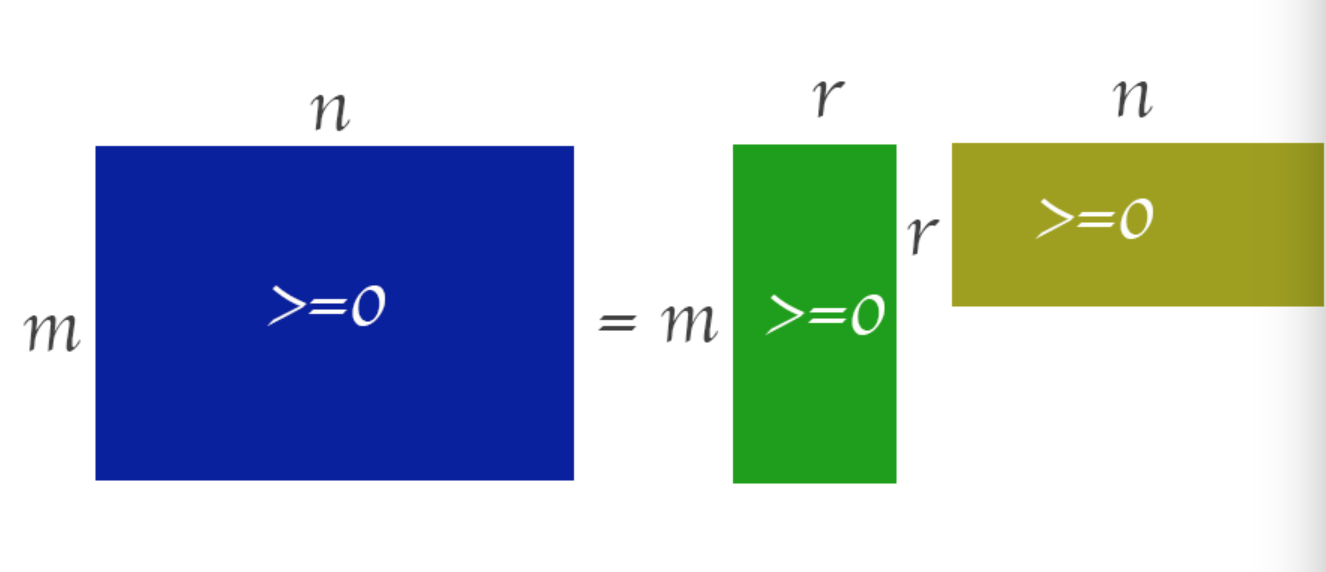 n r n
m >=0 = m >=0 r >=0